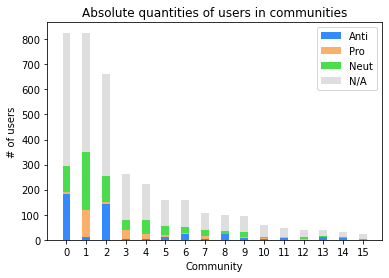 Absolute quantities of users in communities
Anti
Pro
Neut
N/A
# of users
800
700
600
500
400
300
200
100
0
0 1 2 3 4 5 6 7 8 9 10 11 12 13 14 15
Community